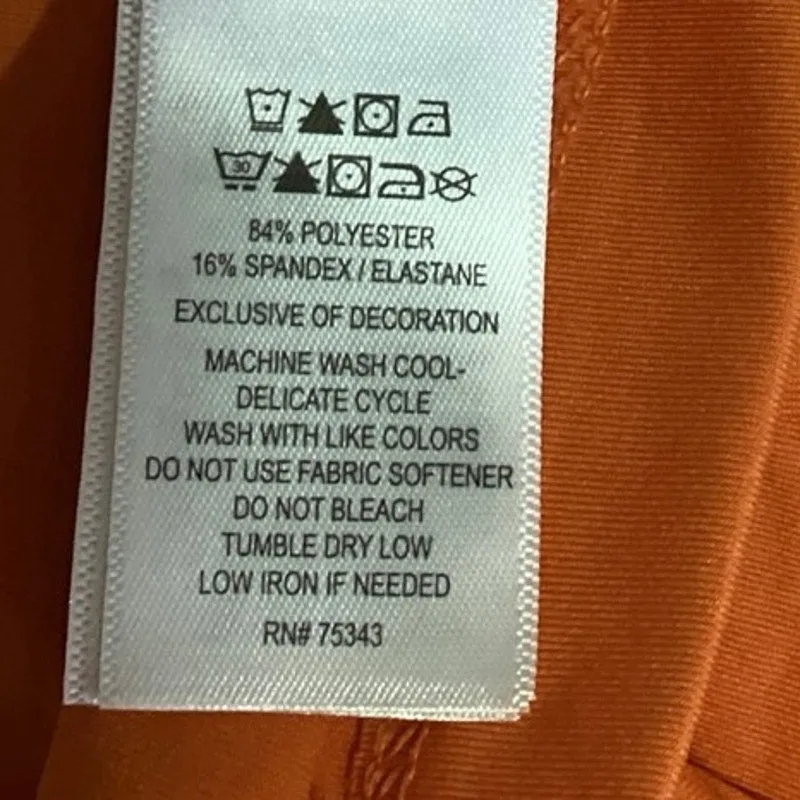 30
84% POLYESTER
16% SPANDEX / ELASTANE
EXCLUSIVE OF DECORATION
MACHINE WASH COOL-
DELICATE CYCLE
WASH WITH LIKE COLORS
DO NOT USE FABRIC SOFTENER
DO NOT BLEACH
TUMBLE DRY LOW
LOW IRON IF NEEDED
RN# 75343